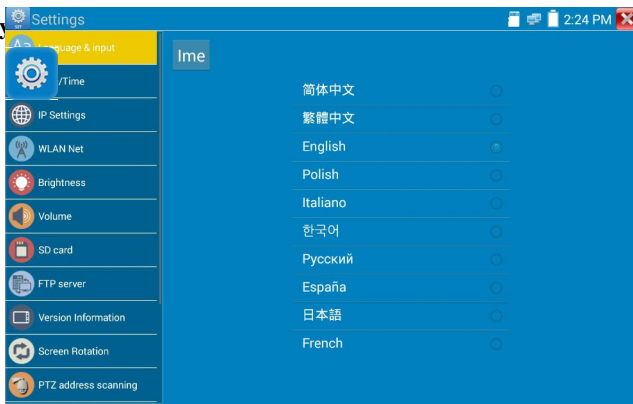 Settings
2:24 PM
y
Language & input
/Time
IP Settings
WLAN Net
Brightness
Volume
SD card
FTP server
Version Information
Screen Rotation
PTZ address scanning
Ime
简体中文
繁體中文
English
Polish
Italiano
한국어
Русский
España
日本語
French